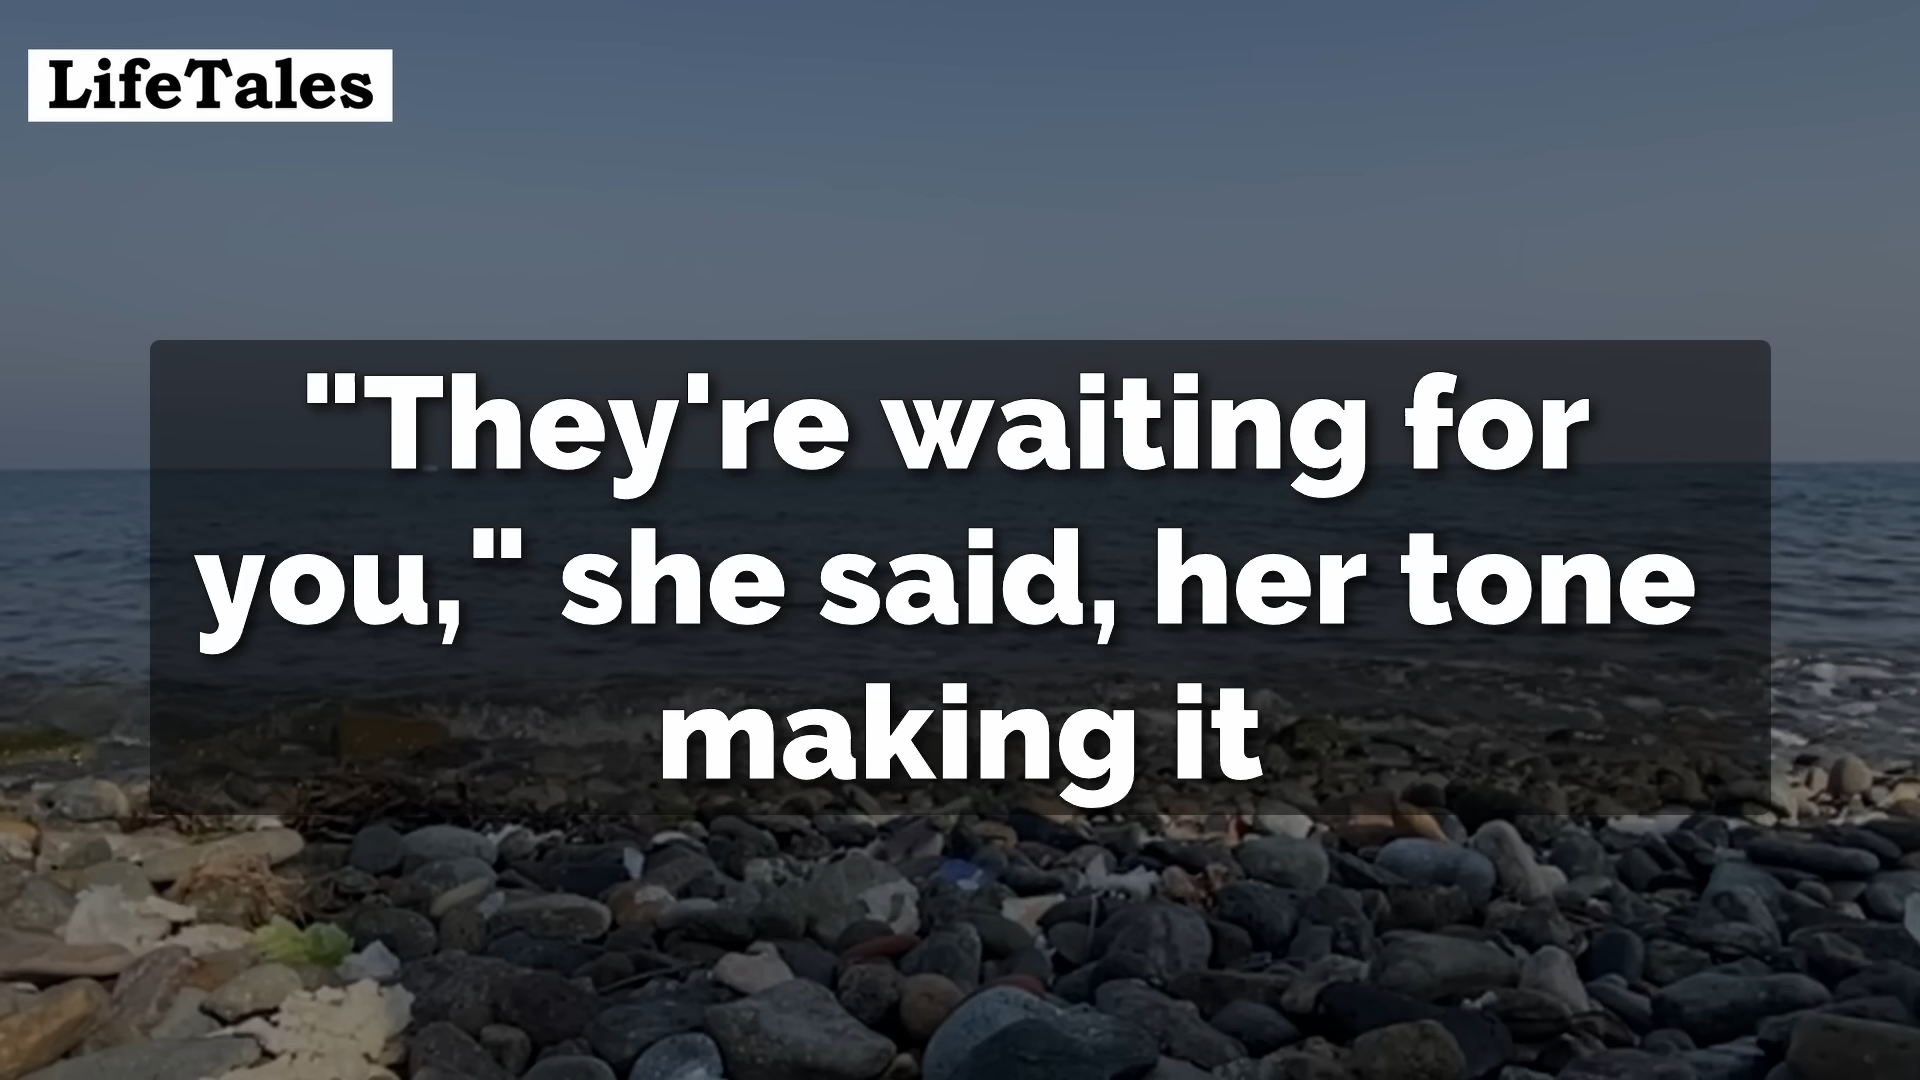 LifeTales
"They're waiting for
you," she said, her tone
making it